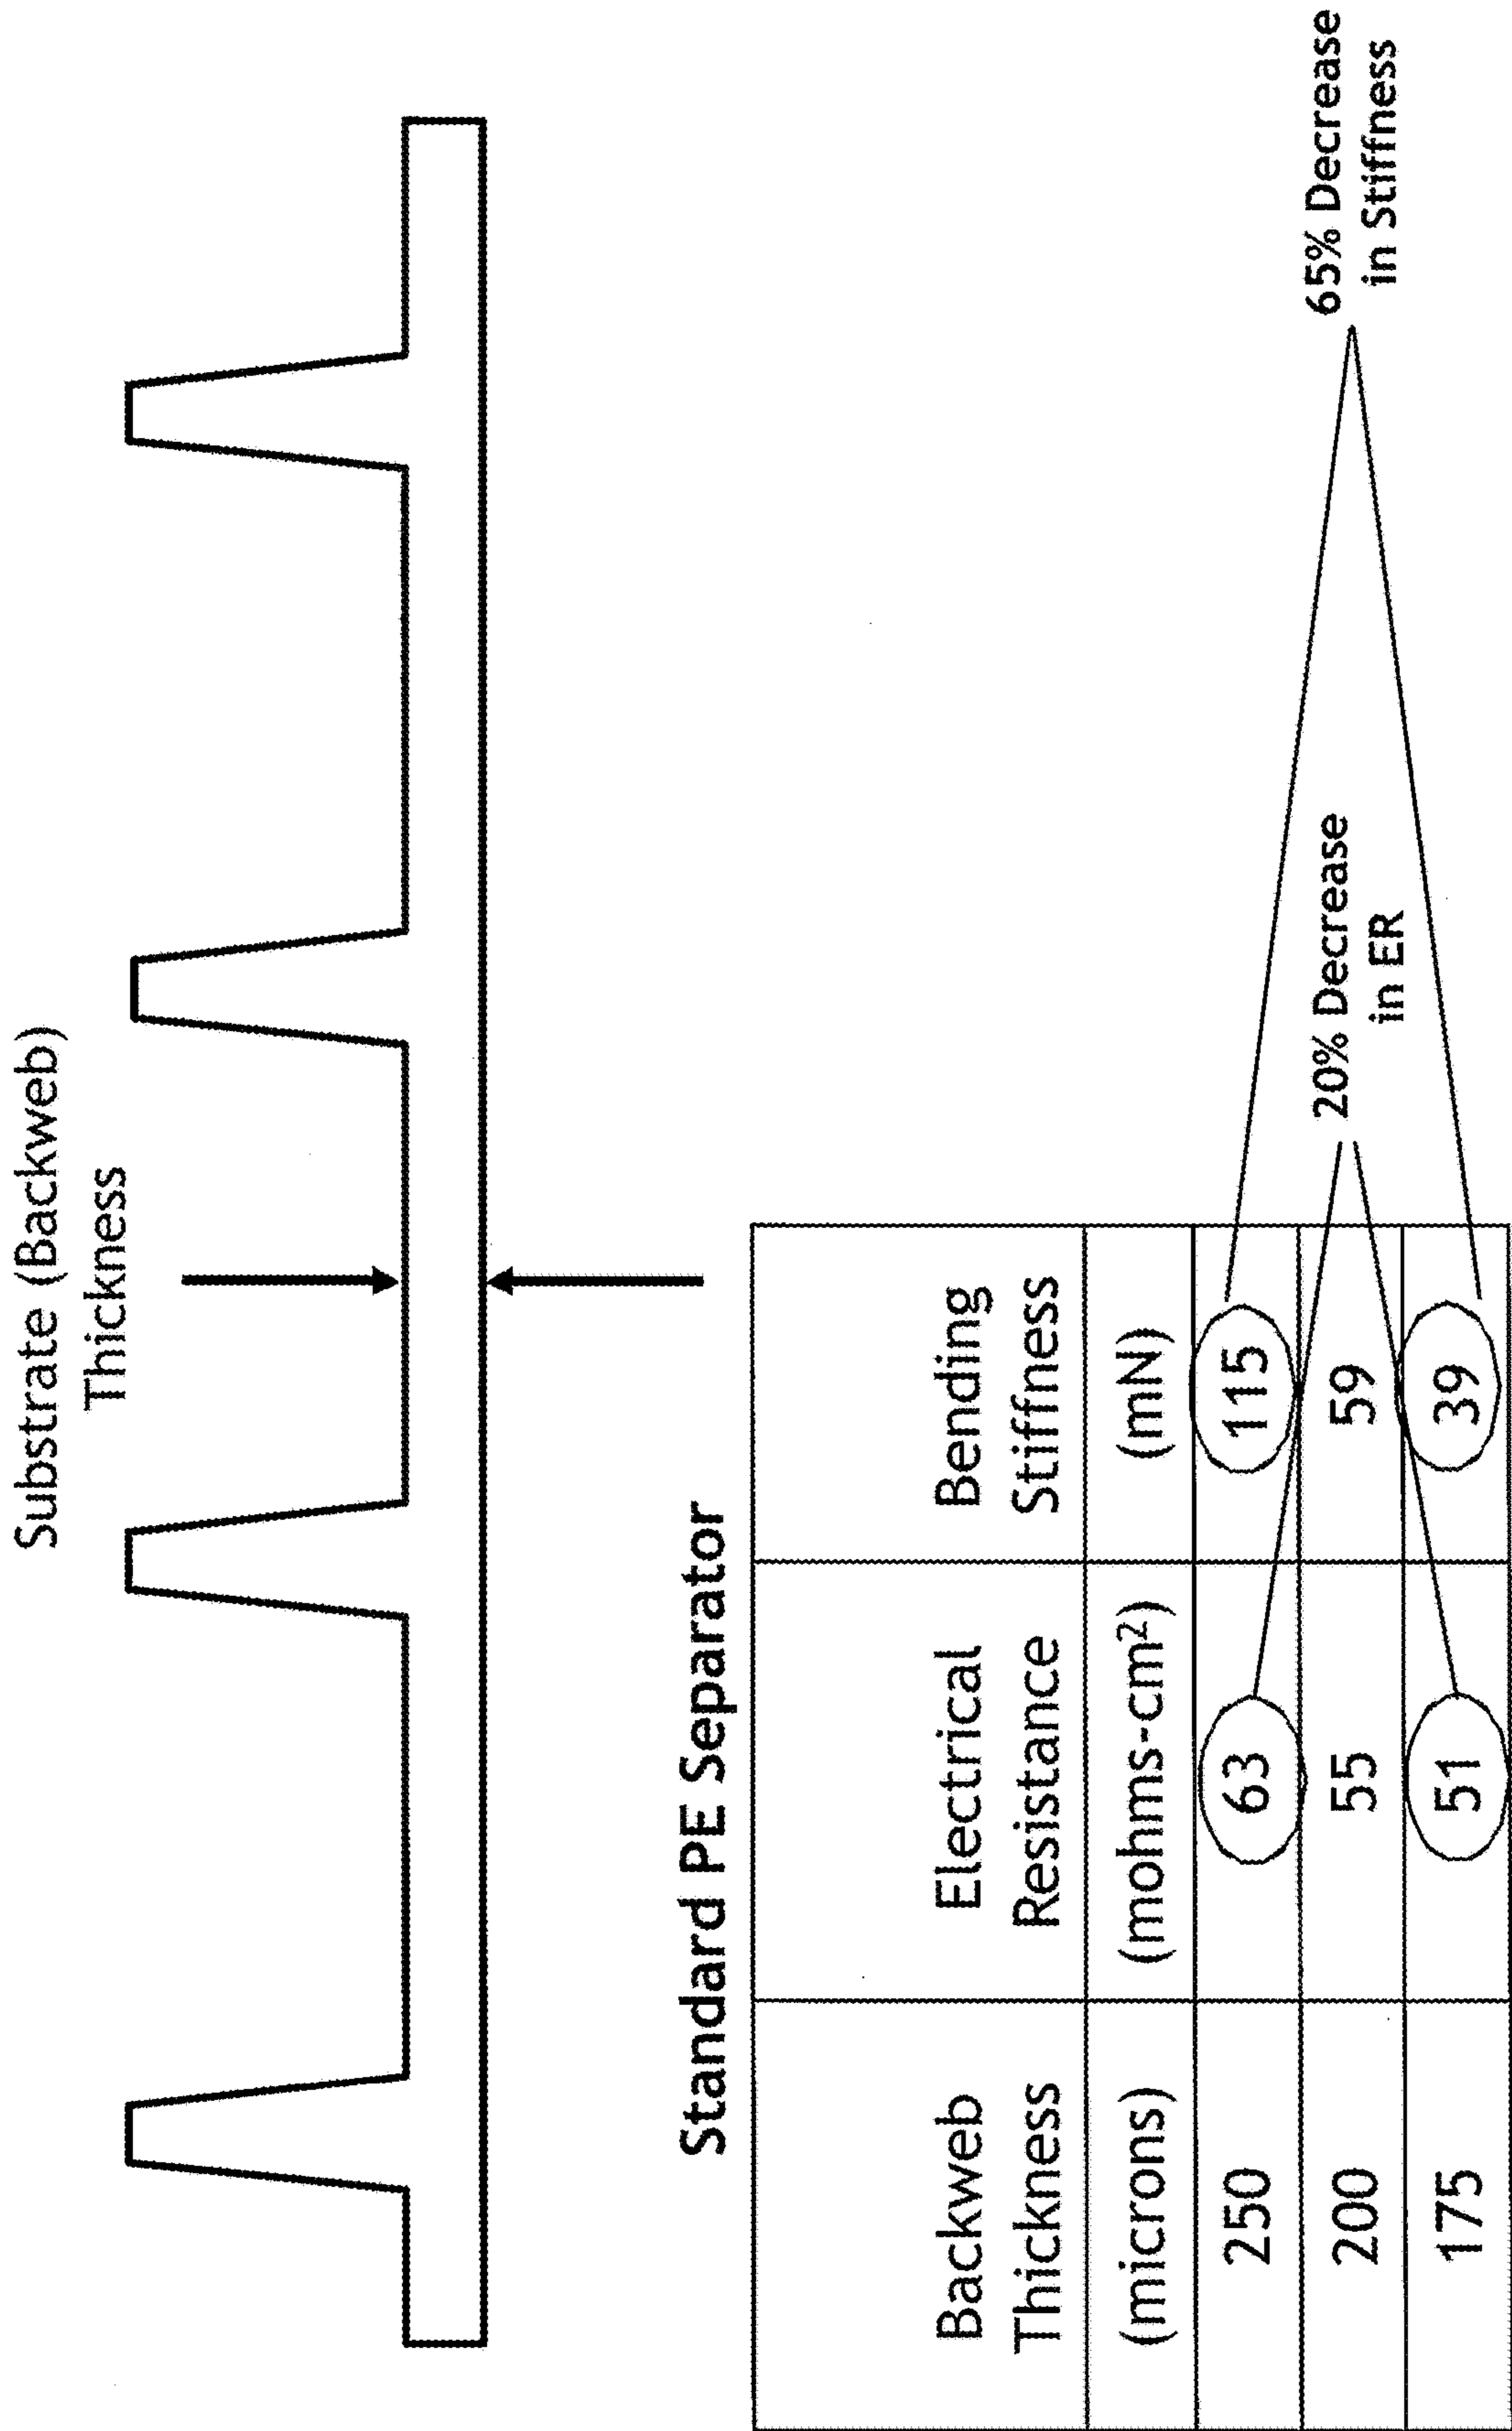 Substrate (Backweb)
Thickness
Standard PE Separator
Backweb
Thickness
Electrical
Resistance
Bending
Stiffness
(microns)
(mohms-cm²)
(mN)
250
63
115
200
55
59
175
51
39
20% Decrease
in ER
65% Decrease
in Stiffness